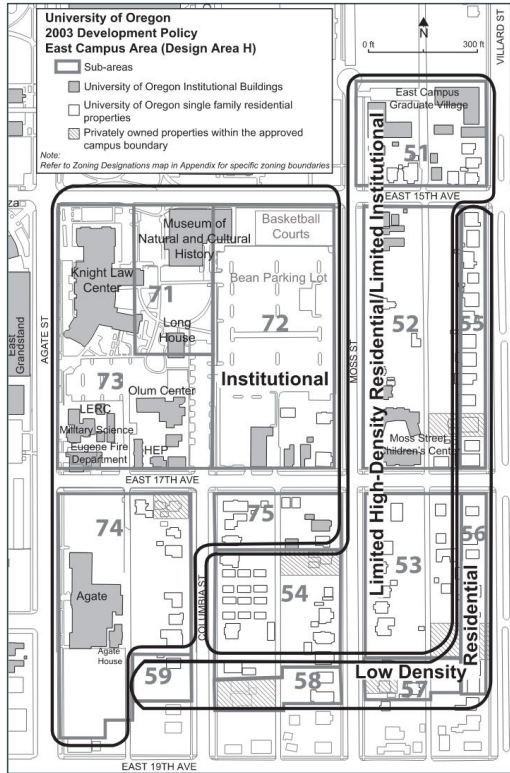 University of Oregon
2003 Development Policy
East Campus Area (Design Area H)
Sub-areas
University of Oregon Institutional Buildings
University of Oregon single family residential
properties
Privately owned properties within the approved
campus boundary
Note:
Refer to Zoning Designations map in Appendix for specific zoning boundaries
N
0 ft
300 ft
VILLARD ST
East Campus
Graduate Village
51
EAST 15TH AVE
za
Museum of
Natural and Cultural
History
Basketball
Courts
Knight Law
Center
71
Bean Parking Lot
72
Long
House
East
Grandstand
AGATE ST
MOSS ST
52
55
73
Olum Center
Institutional
Limited High-Density Residential/Limited Institutional
LERC
Military Science
Eugene Fire
Department
HEP
Moss Street
Children's Center
EAST 17TH AVE
74
75
56
53
54
Agate
COLUMBIA ST
Agate
House
59
58
Low Density
Residential
57
EAST 19TH AVE